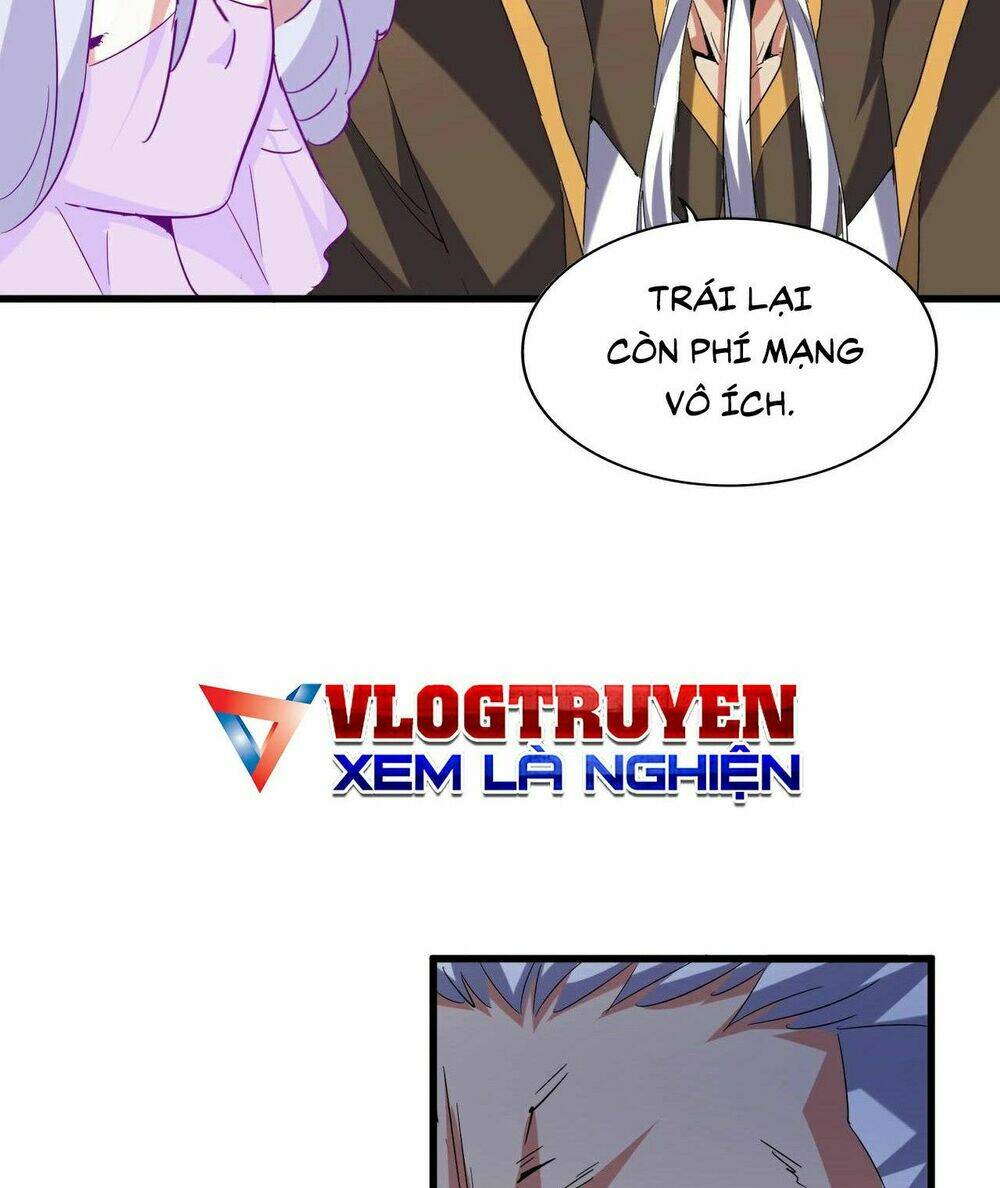 TRÁI LẠI
CÒN PHÍ MẠNG
VÔ ÍCH.
VLOGTRUYEN
XEM LÀ NGHIỆN